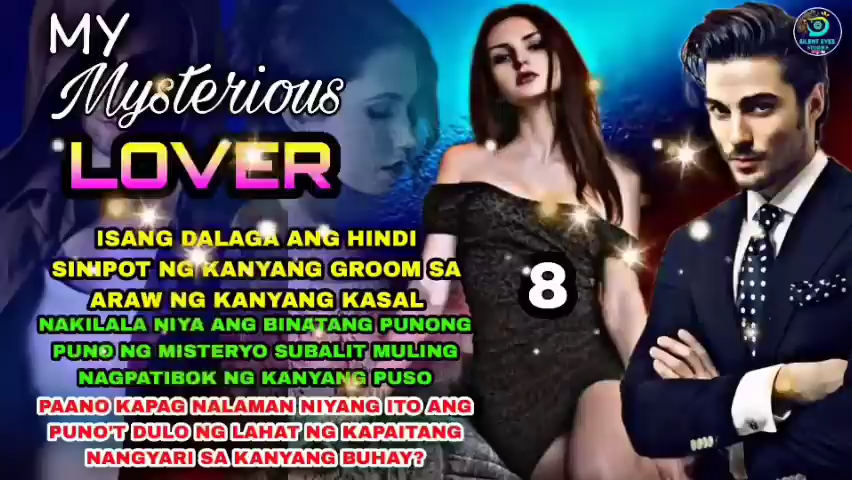 MY
Mysterious
LOVER
ISANG DALAGA ANG HINDI
SINIPOT NG KANYANG GROOM SA
ARAW NG KANYANG KASAL
NAKILALA NIYA ANG BINATANG PUNONG
PUNO NG MISTERYO SUBALIT MULING
NAGPATIBOK NG KANYANG PUSO
PAANO KAPAG NALAMAN NIYANG ITO ANG
PUNO'T DULO NG LAHAT NG KAPAITANG
NANGYARI SA KANYANG BUHAY?
8
SILENT EYES